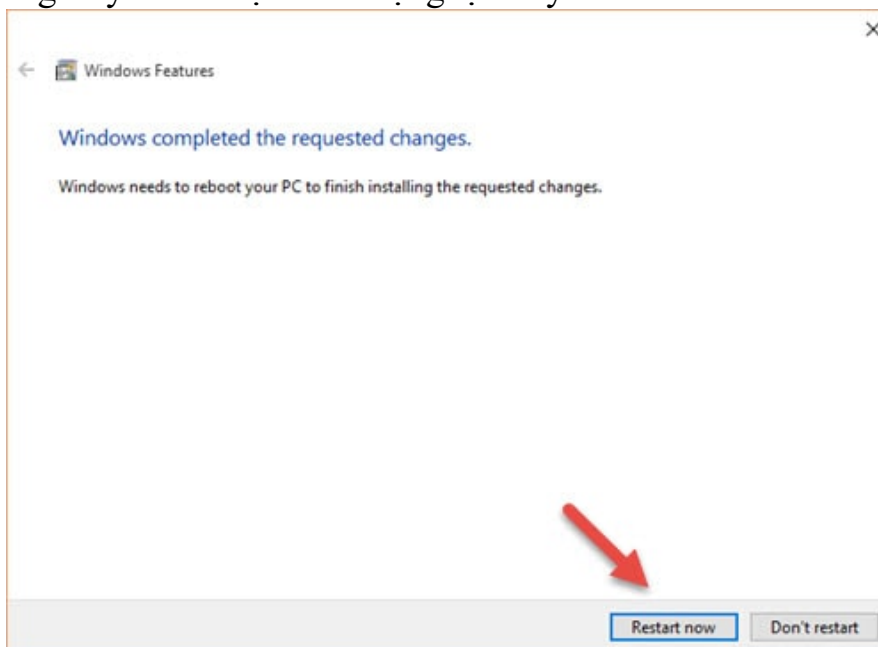 Windows Features
Windows completed the requested changes.
Windows needs to reboot your PC to finish installing the requested changes.
Restart now
Don't restart